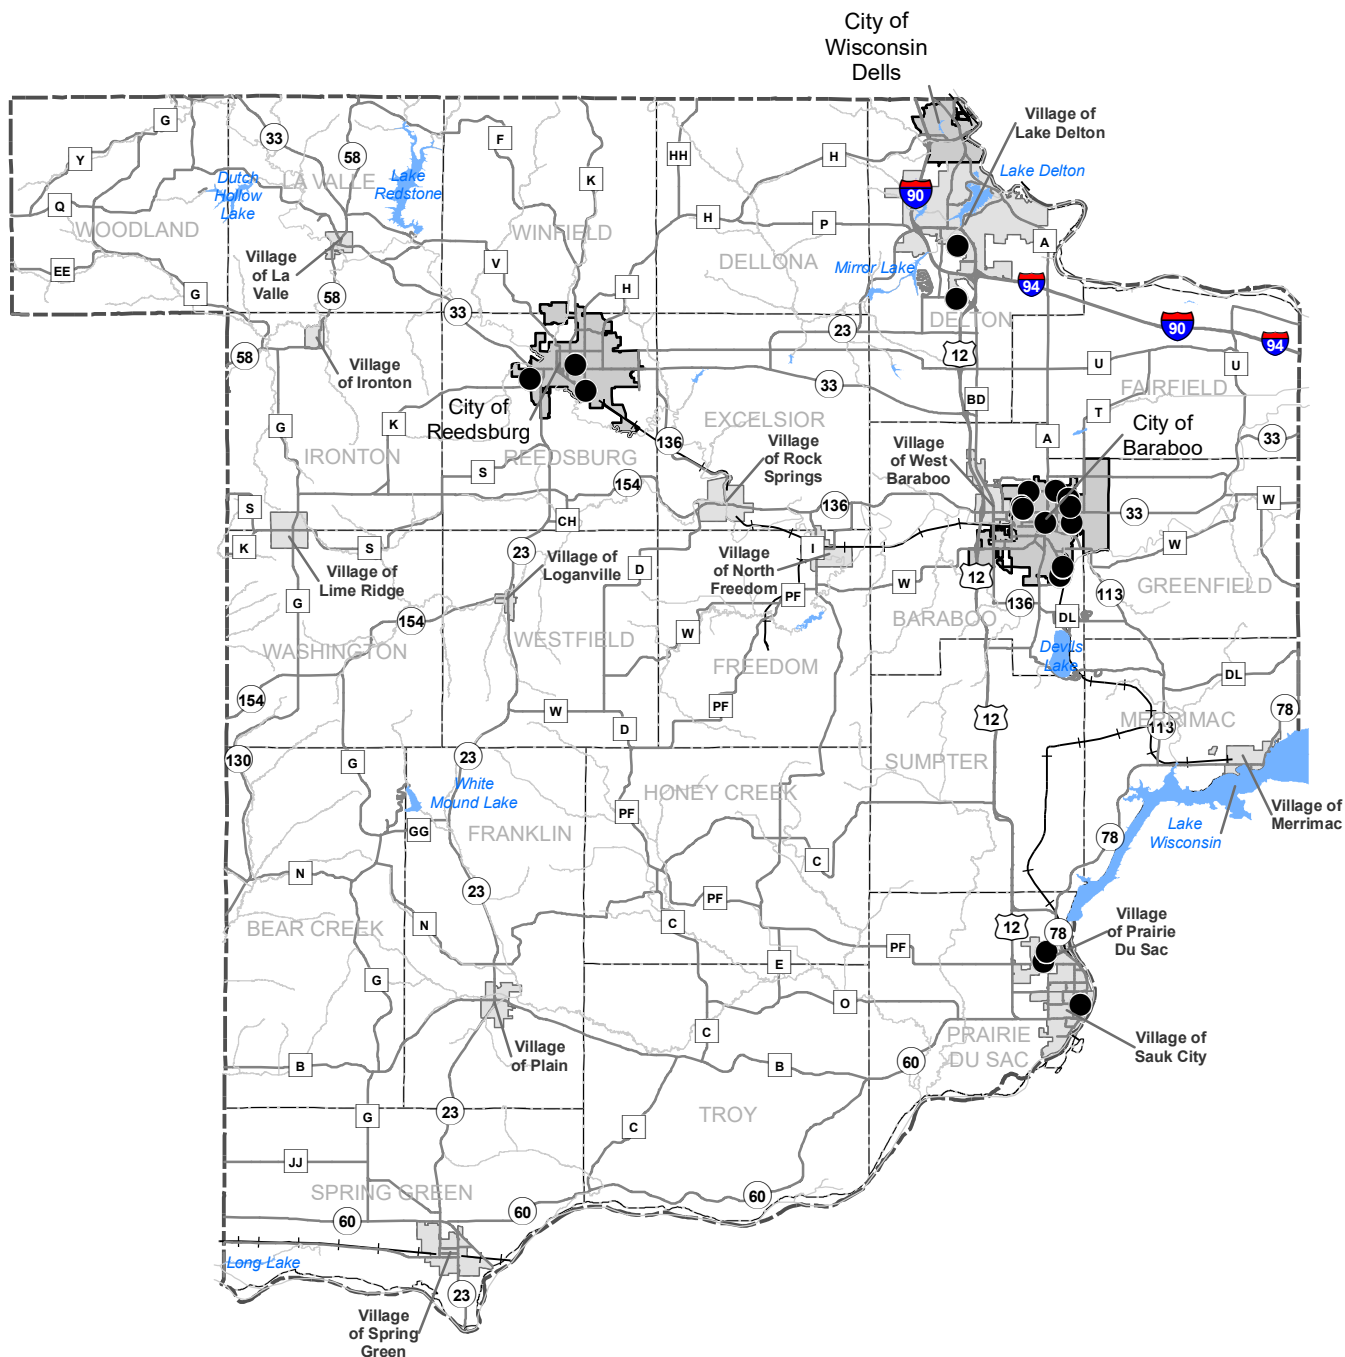 City of
Wisconsin
Dells
Village of
Lake Delton
G
33
58
F
HH
H
Y
Lake
Redstone
Lake Delton
Dutch
Hollow
Lake
LA VALLE
K
90
Q
WOODLAND
H
P
WINFIELD
A
Village
of La
Valle
V
DELLONA
Mirror Lake
EE
G
58
H
94
33
23
DELTON
90
94
58
Village
of Ironton
12
U
U
33
FAIRFIELD
City of
Reedsburg
K
BD
T
G
EXCELSIOR
A
City of
Baraboo
33
136
Village
of Rock
Springs
Village
of West
Baraboo
IRONTON
S
REEDSBURG
154
S
136
33
W
CH
K
S
23
I
W
Village of
Loganville
D
Village
of North
Freedom
Village of
Lime Ridge
12
W
GREENFIELD
PF
G
136
113
154
BARABOO
DL
W
WESTFIELD
WASHINGTON
FREEDOM
Devils
Lake
DL
154
W
PF
12
78
D
MERRIMAC
113
130
G
23
SUMPTER
White
Mound Lake
HONEY CREEK
PF
Village of
Merrimac
GG
FRANKLIN
Lake
Wisconsin
78
C
N
23
PF
BEAR CREEK
N
C
12
78
Village
of Prairie
Du Sac
PF
E
G
O
C
PRAIRIE
DU SAC
Village of
Sauk City
Village
of Plain
B
B
60
G
23
TROY
C
JJ
SPRING GREEN
60
60
60
Long Lake
23
Village
of Spring
Green